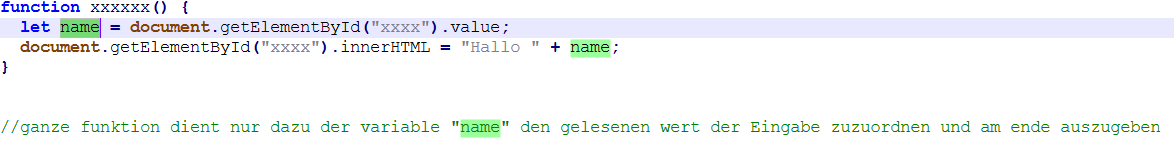 function xxxxxx() {
  let name = document.getElementById("xxxx").value;
  document.getElementById("xxxx").innerHTML = "Hallo " + name;
}
//ganze funktion dient nur dazu der variable "name" den gelesenen wert der Eingabe zuzuordnen und am ende auszugeben